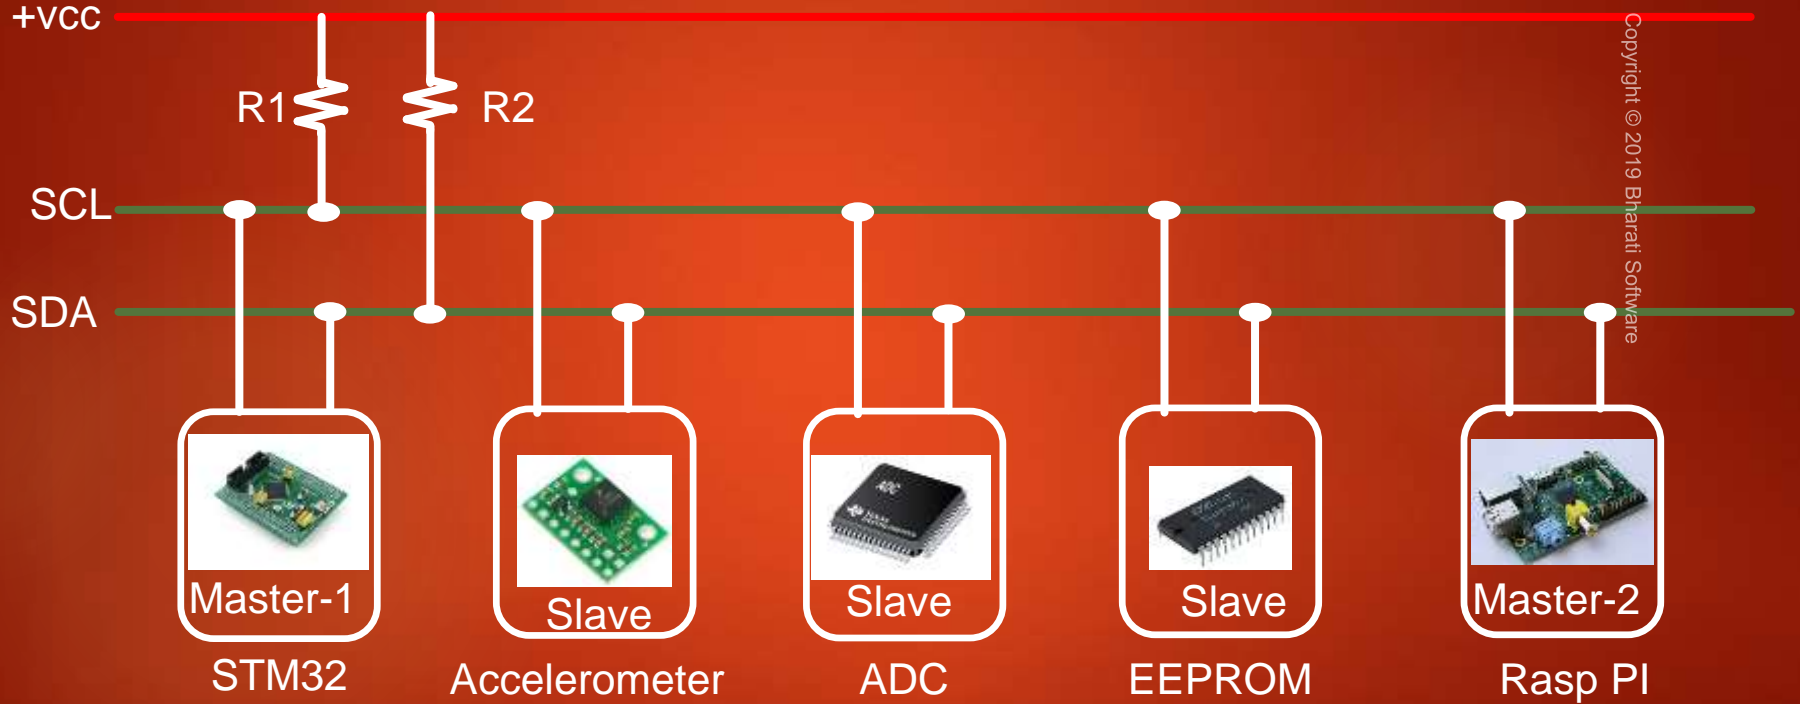 +vcc
R1
R2
SCL
SDA
Copyright © 2019 Bharati Software
ADC
Master-1
Slave
Slave
Slave
Master-2
STM32
Accelerometer
ADC
EEPROM
Rasp PI